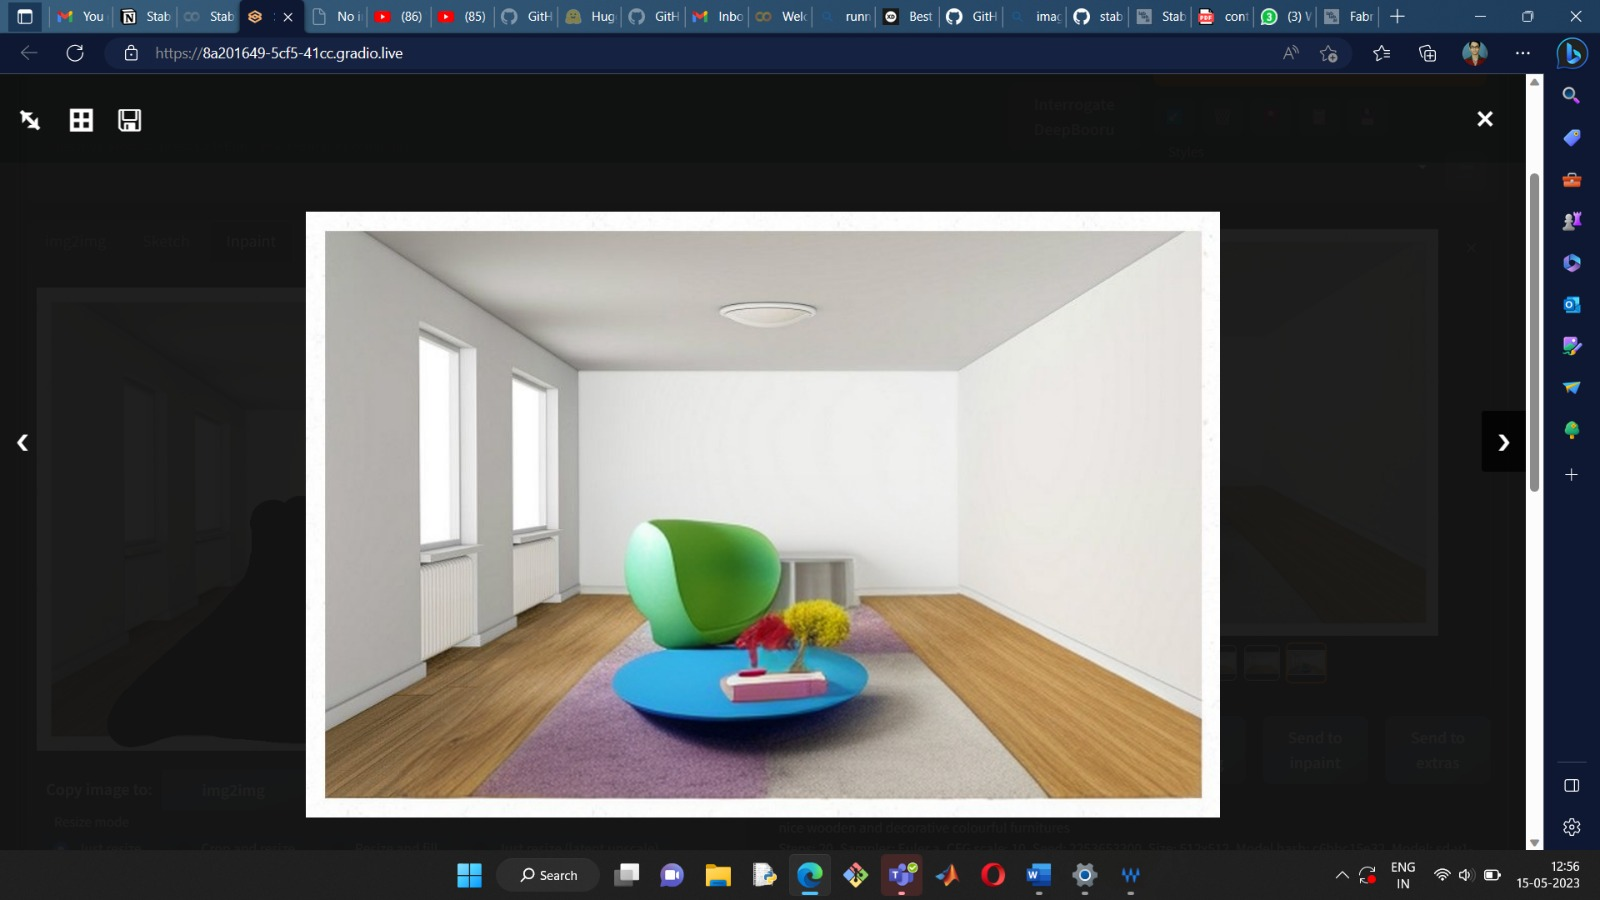 You
Stab
Stab
No i
(86)
(85)
GitH
Hug
GitH
Inbo
Welc
runn
Best
GitH
imag
stab
Stab
cont
(3) W
Fabr
https://8a201649-5cf5-41cc.gradio.live
Interrogate
DeepBooru
Styles
img2img Sketch Inpaint
Send to
inpaint
Send to
extras
Copy image to: img2img
Resize mode
nice wooden and decorative colourful furnitures
Search
ENG
IN
12:56
15-05-2023